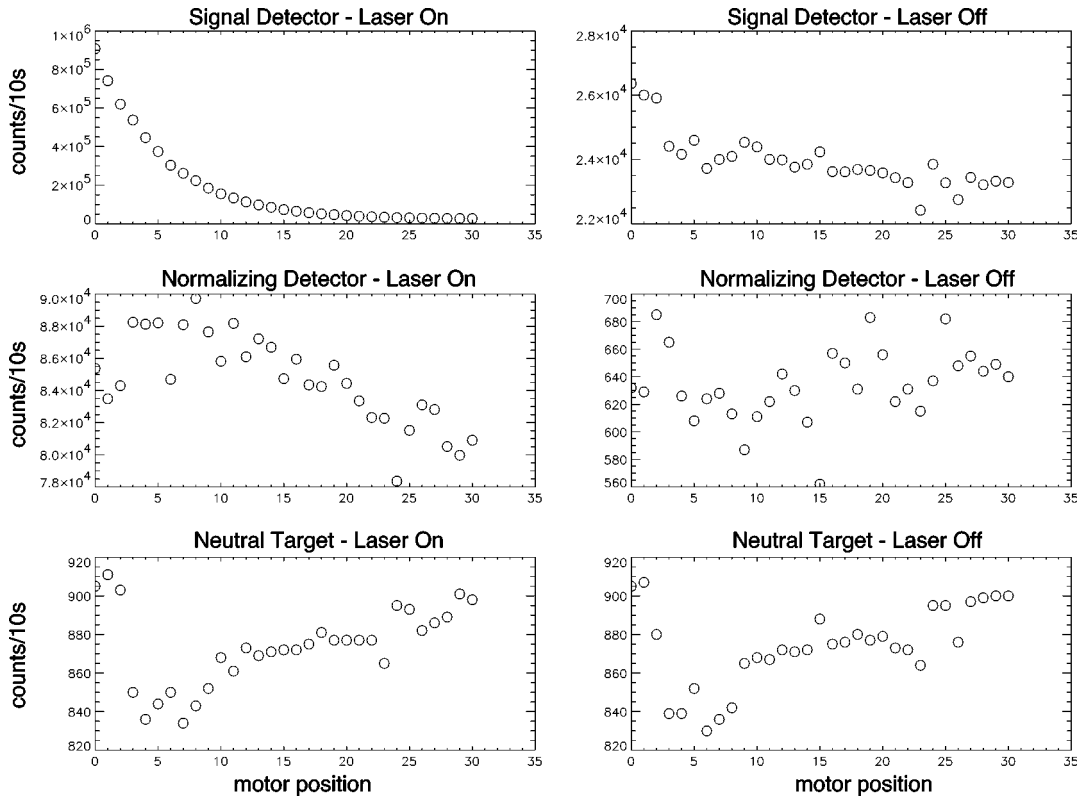 Signal Detector - Laser On
1×10⁶
8×10⁵
6×10⁵
4×10⁵
2×10⁵
0
counts/10s
0 5 10 15 20 25 30 35
Signal Detector - Laser Off
2.8×10⁴
2.6×10⁴
2.4×10⁴
2.2×10⁴
0 5 10 15 20 25 30 35
Normalizing Detector - Laser On
9.0×10⁴
8.8×10⁴
8.6×10⁴
8.4×10⁴
8.2×10⁴
8.0×10⁴
7.8×10⁴
counts/10s
0 5 10 15 20 25 30 35
Normalizing Detector - Laser Off
700
680
660
640
620
600
580
560
0 5 10 15 20 25 30 35
Neutral Target - Laser On
920
900
880
860
840
820
counts/10s
0 5 10 15 20 25 30 35
motor position
Neutral Target - Laser Off
920
900
880
860
840
820
0 5 10 15 20 25 30 35
motor position